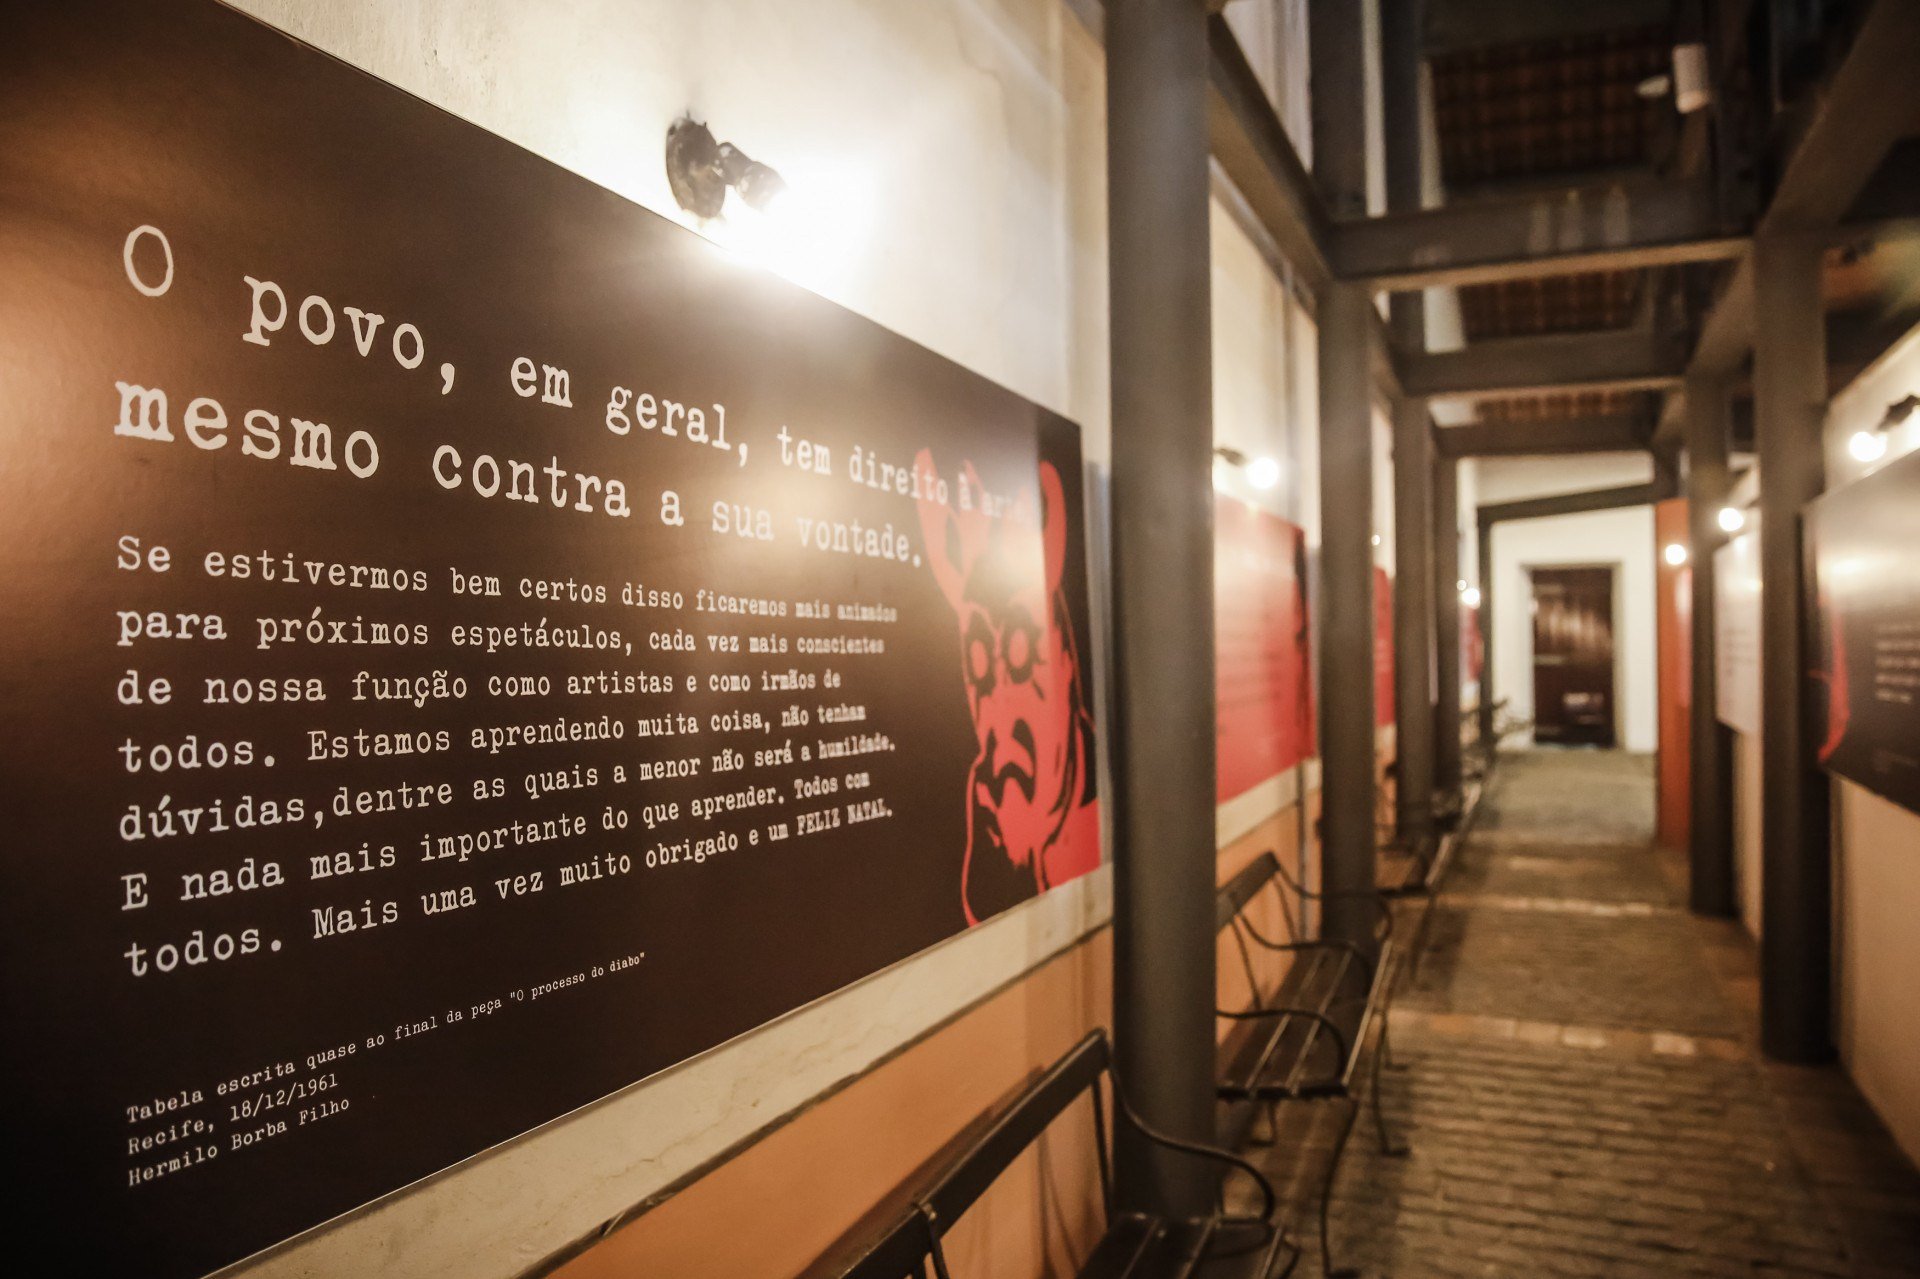 O povo, em geral, tem direito à arte
mesmo contra a sua vontade.
Se estivermos bem certos disso ficaremos mais animados
para próximos espetáculos, cada vez mais conscientes
de nossa função como artistas e como irmãos de
todos. Estamos aprendendo muita coisa, não tenham
dúvidas,dentre as quais a menor não será a humildade.
E nada mais importante do que aprender. Todos com
todos. Mais uma vez muito obrigado e um FELIZ NATAL.
Tabela escrita quase ao final da peça "O processo do diabo"
Recife, 18/12/1961
Hermilo Borba Filho